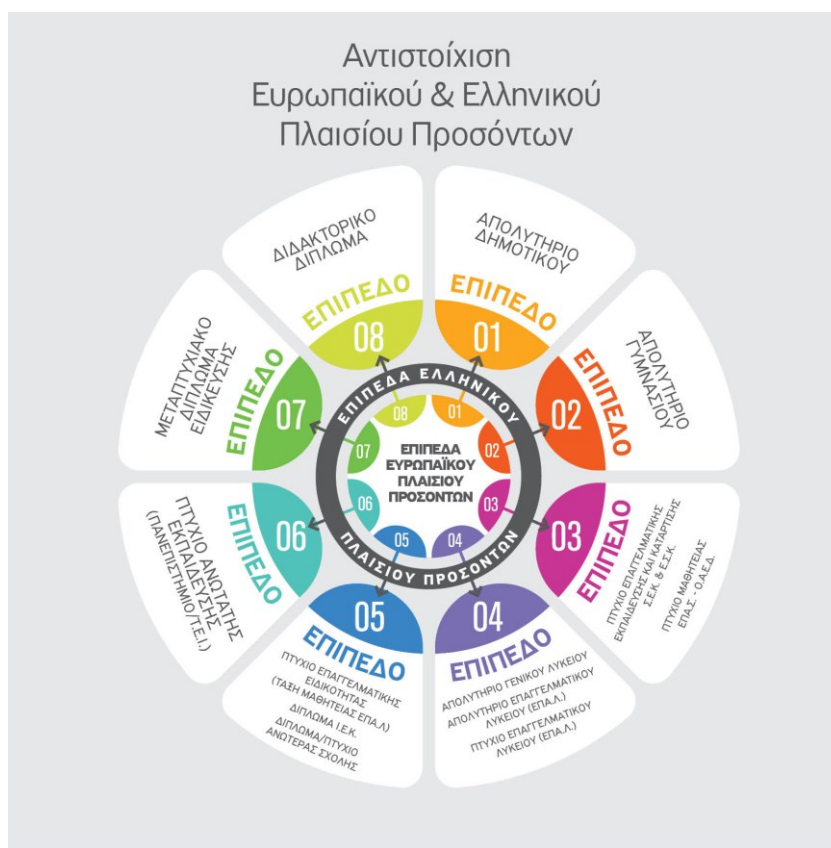 Αντιστοίχιση
Ευρωπαϊκού & Ελληνικού
Πλαισίου Προσόντων
ΑΠΟΛΥΤΗΡΙΟ
ΔΗΜΟΤΙΚΟΥ
ΕΠΙΠΕΔΟ
01
ΑΠΟΛΥΤΗΡΙΟ
ΓΥΜΝΑΣΙΟΥ
ΕΠΙΠΕΔΟ
02
ΕΠΙΠΕΔΟ
03
ΠΤΥΧΙΟ ΕΠΑΓΓΕΛΜΑΤΙΚΗΣ
ΕΚΠΑΙΔΕΥΣΗΣ ΚΑΙ ΚΑΤΑΡΤΙΣΗΣ
Σ.Ε.Κ. & Ε.Σ.Κ.
ΠΤΥΧΙΟ ΜΑΘΗΤΕΙΑΣ
ΕΠΑ.Σ. - Ο.Α.Ε.Δ.
04
ΕΠΙΠΕΔΟ
ΑΠΟΛΥΤΗΡΙΟ ΓΕΝΙΚΟΥ ΛΥΚΕΙΟΥ
ΑΠΟΛΥΤΗΡΙΟ ΕΠΑΓΓΕΛΜΑΤΙΚΟΥ
ΛΥΚΕΙΟΥ (ΕΠΑ.Λ.)
ΠΤΥΧΙΟ ΕΠΑΓΓΕΛΜΑΤΙΚΟΥ
ΛΥΚΕΙΟΥ (ΕΠΑ.Λ.)
05
ΕΠΙΠΕΔΟ
ΠΤΥΧΙΟ ΕΠΑΓΓΕΛΜΑΤΙΚΗΣ
ΕΙΔΙΚΟΤΗΤΑΣ
(ΤΑΞΗ ΜΑΘΗΤΕΙΑΣ ΕΠΑ.Λ)
ΔΙΠΛΩΜΑ Ι.Ε.Κ.
ΔΙΠΛΩΜΑ/ΠΤΥΧΙΟ
ΑΝΩΤΕΡΑΣ ΣΧΟΛΗΣ
06
ΕΠΙΠΕΔΟ
ΠΤΥΧΙΟ ΑΝΩΤΑΤΗΣ
ΕΚΠΑΙΔΕΥΣΗΣ
(ΠΑΝΕΠΙΣΤΗΜΙΟ/Τ.Ε.Ι.)
ΜΕΤΑΠΤΥΧΙΑΚΟ
ΔΙΠΛΩΜΑ
ΕΙΔΙΚΕΥΣΗΣ
ΕΠΙΠΕΔΟ
07
ΔΙΔΑΚΤΟΡΙΚΟ
ΔΙΠΛΩΜΑ
ΕΠΙΠΕΔΟ
08
ΕΠΙΠΕΔΑ ΕΛΛΗΝΙΚΟΥ
ΠΛΑΙΣΙΟΥ ΠΡΟΣΟΝΤΩΝ
01
02
03
04
05
06
07
08
ΕΠΙΠΕΔΑ
ΕΥΡΩΠΑΪΚΟΥ
ΠΛΑΙΣΙΟΥ
ΠΡΟΣΟΝΤΩΝ